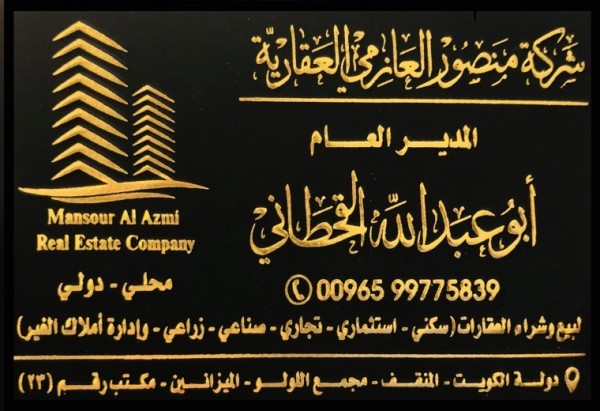 شركة منصور العازمي العقارية
المدير العام
أبو عبدالله القحطاني
Mansour Al Azmi
Real Estate Company
محلي - دولي
00965 99775839
لبيع وشراء العقارات (سكني - استثماري - تجاري - صناعي - زراعي - وإدارة أملاك الغير)
دولة الكويت - المنقف - مجمع اللولو - الميزانين - مكتب رقم (٢٣)